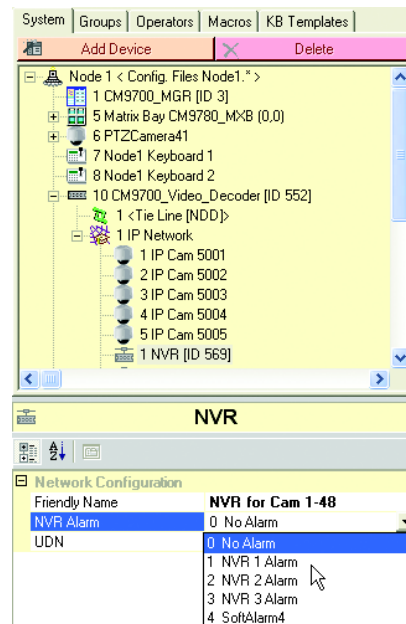 System Groups Operators Macros KB Templates
Add Device Delete
Node 1 < Config. Files Node1.* >
1 CM9700_MGR [ID 3]
5 Matrix Bay CM9780_MXB (0,0)
6 PTZCamera41
7 Node1 Keyboard 1
8 Node1 Keyboard 2
10 CM9700_Video_Decoder [ID 552]
1 <Tie Line [NDD]>
1 IP Network
1 IP Cam 5001
2 IP Cam 5002
3 IP Cam 5003
4 IP Cam 5004
5 IP Cam 5005
1 NVR [ID 569]
NVR
Network Configuration
Friendly Name NVR for Cam 1-48
NVR Alarm 0 No Alarm
UDN 0 No Alarm
1 NVR 1 Alarm
2 NVR 2 Alarm
3 NVR 3 Alarm
4 SoftAlarm4